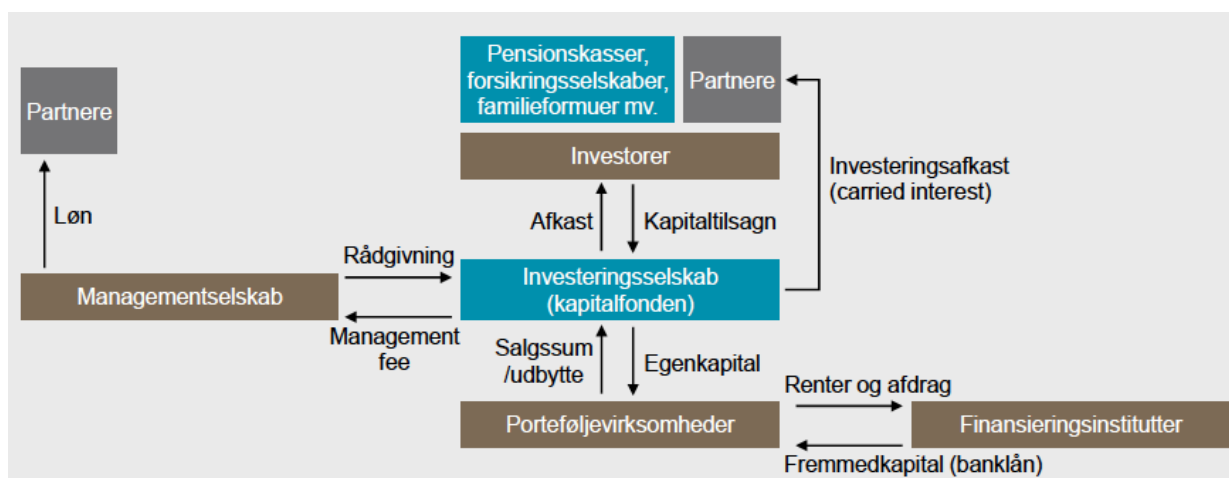 Partnere
Løn
Managementselskab
Rådgivning
Management
fee
Pensionskasser,
forsikringsselskaber,
familieformuer mv.
Partnere
Investorer
Afkast
Kapitaltilsagn
Investeringsafkast
(carried interest)
Investeringsselskab
(kapitalfonden)
Salgssum
/udbytte
Egenkapital
Porteføljevirksomheder
Renter og afdrag
Fremmedkapital (banklån)
Finansieringsinstitutter